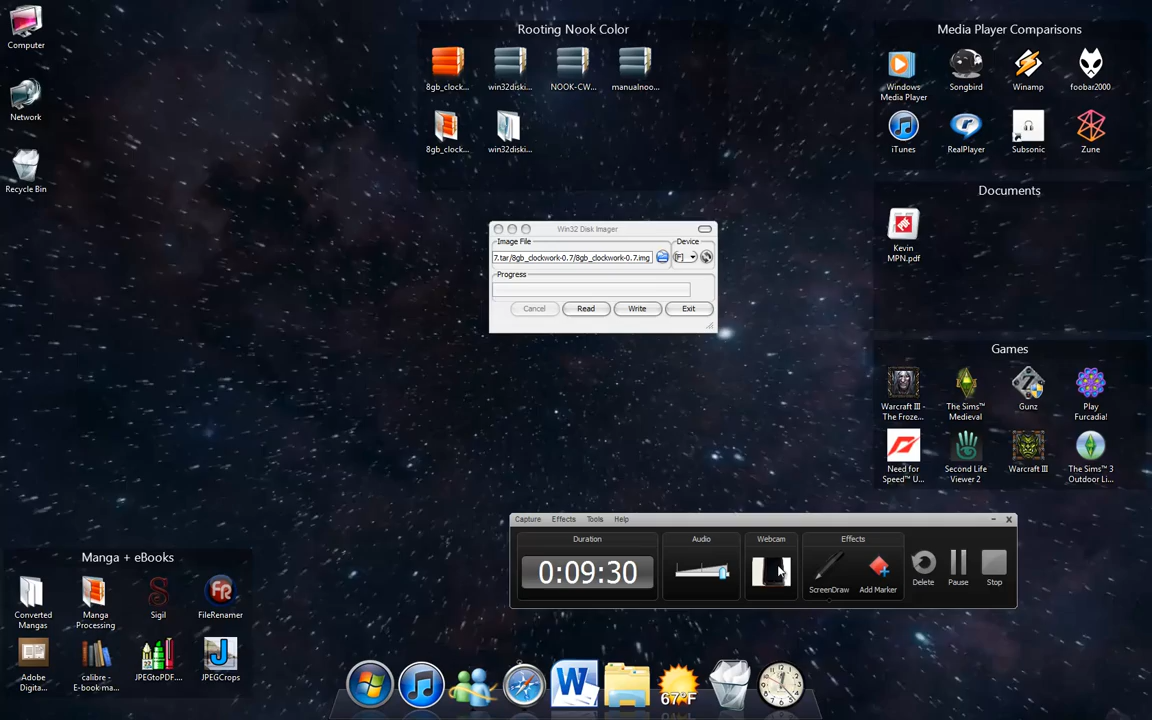 Computer
Network
Recycle Bin
Rooting Nook Color
8gb_clock...
win32diski...
NOOK-CW...
manualnoo...
8gb_clock...
win32diski...
Media Player Comparisons
Windows
Media Player
Songbird
Winamp
foobar2000
iTunes
RealPlayer
Subsonic
Zune
Documents
Kevin
MPN.pdf
Win32 Disk Imager
Image File
Device
7.tar/8gb_clockwork-0.7/8gb_clockwork-0.7.img
[F]
Progress
Cancel
Read
Write
Exit
Games
Warcraft III -
The Froze...
The Sims™
Medieval
Gunz
Play
Furcadia!
Need for
Speed™ U...
Second Life
Viewer 2
Warcraft III
The Sims™ 3
Outdoor Li...
Capture
Effects
Tools
Help
Duration
Audio
Webcam
Effects
0:09:30
ScreenDraw
Add Marker
Delete
Pause
Stop
Manga + eBooks
Converted
Mangas
Manga
Processing
Sigil
FR
FileRenamer
Adobe
Digita...
calibre -
E-book ma...
JPEGtoPDF....
J
JPEGCrops
W
67°F